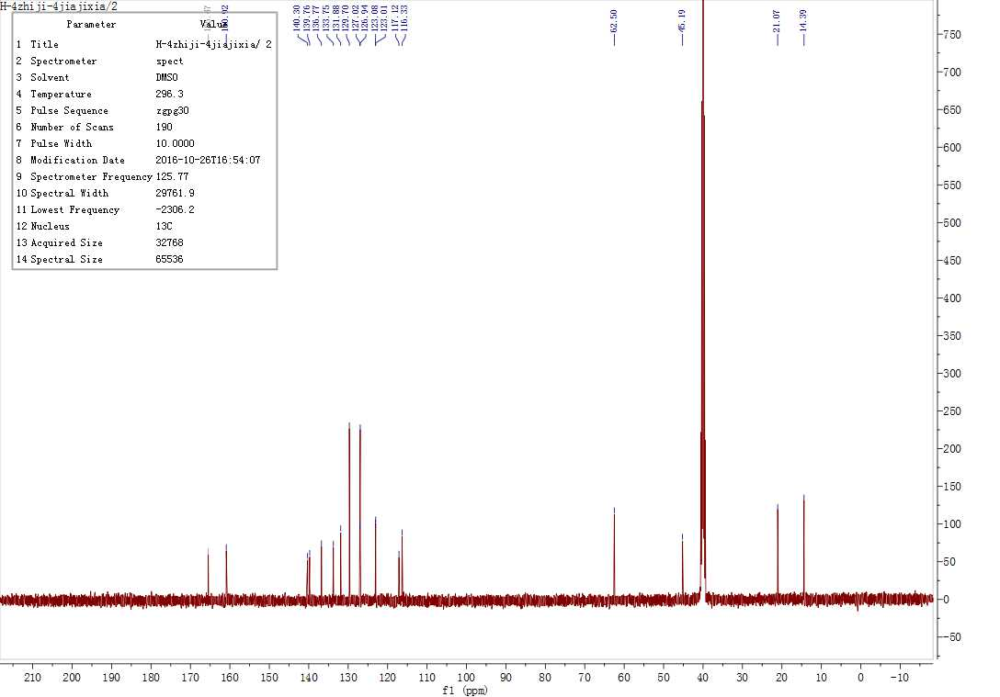 H-4zhiji-4jiajixia/2
Parameter Value
1 Title H-4zhiji-4jiajixia/ 2
2 Spectrometer spect
3 Solvent DMSO
4 Temperature 296.3
5 Pulse Sequence zgpg30
6 Number of Scans 190
7 Pulse Width 10.0000
8 Modification Date 2016-10-26T16:54:07
9 Spectrometer Frequency 125.77
10 Spectral Width 29761.9
11 Lowest Frequency -2306.2
12 Nucleus 13C
13 Acquired Size 32768
14 Spectral Size 65536
140.30
139.76
136.77
133.75
131.88
129.70
127.02
126.94
123.08
123.01
117.12
116.33
62.50
45.19
21.07
14.39
750
700
650
600
550
500
450
400
350
300
250
200
150
100
50
0
-50
210 200 190 180 170 160 150 140 130 120 110 100 90 80 70 60 50 40 30 20 10 0 -10
f1 (ppm)